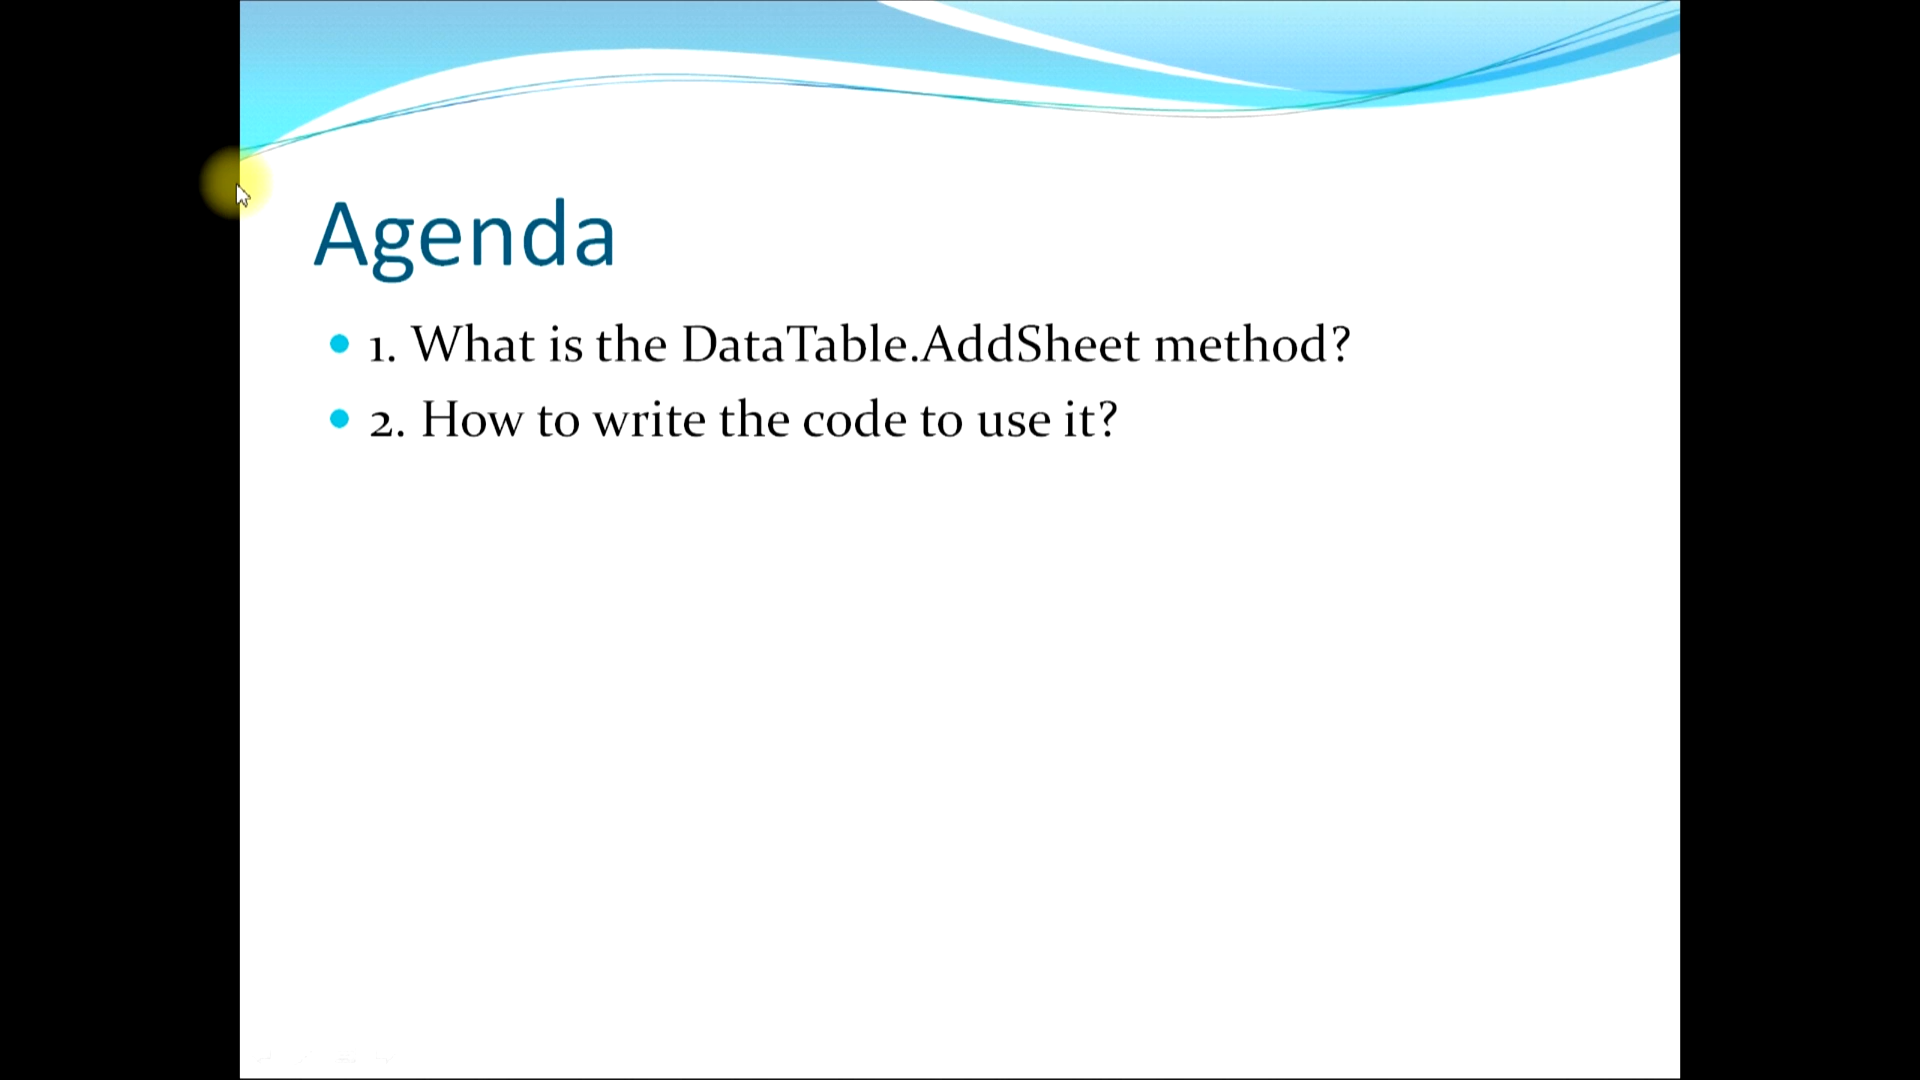 Agenda
1. What is the DataTable.AddSheet method?
2. How to write the code to use it?